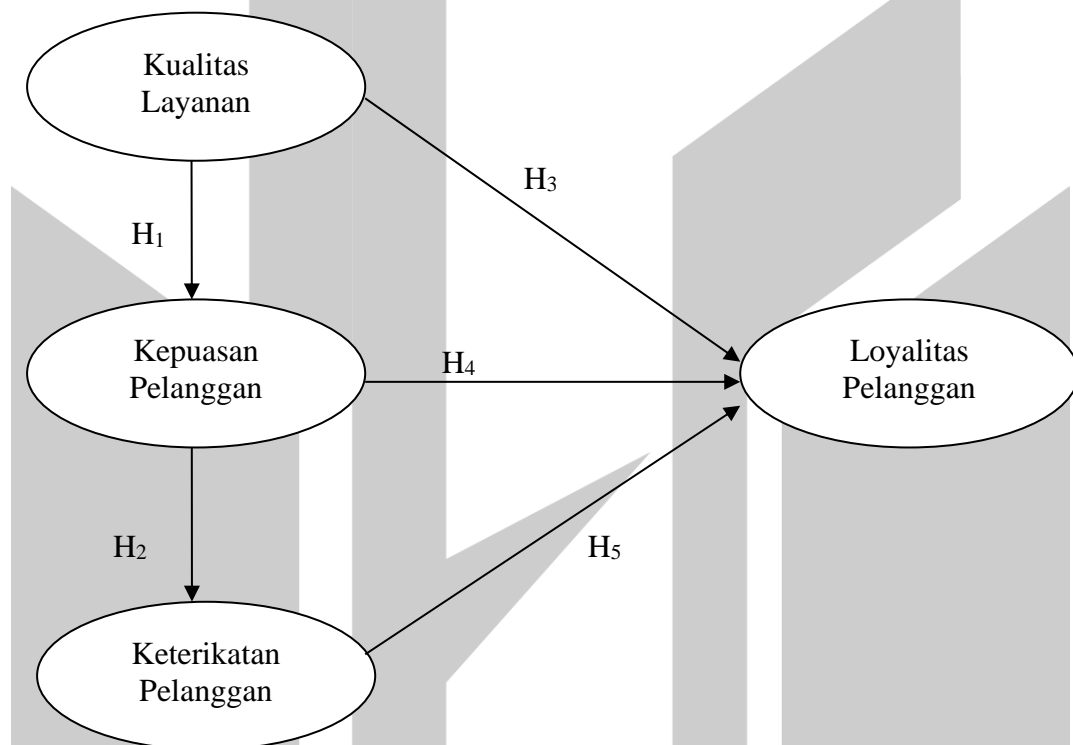 Kualitas
Layanan
H3
H1
Kepuasan
Pelanggan
H4
Loyalitas
Pelanggan
H2
H5
Keterikatan
Pelanggan